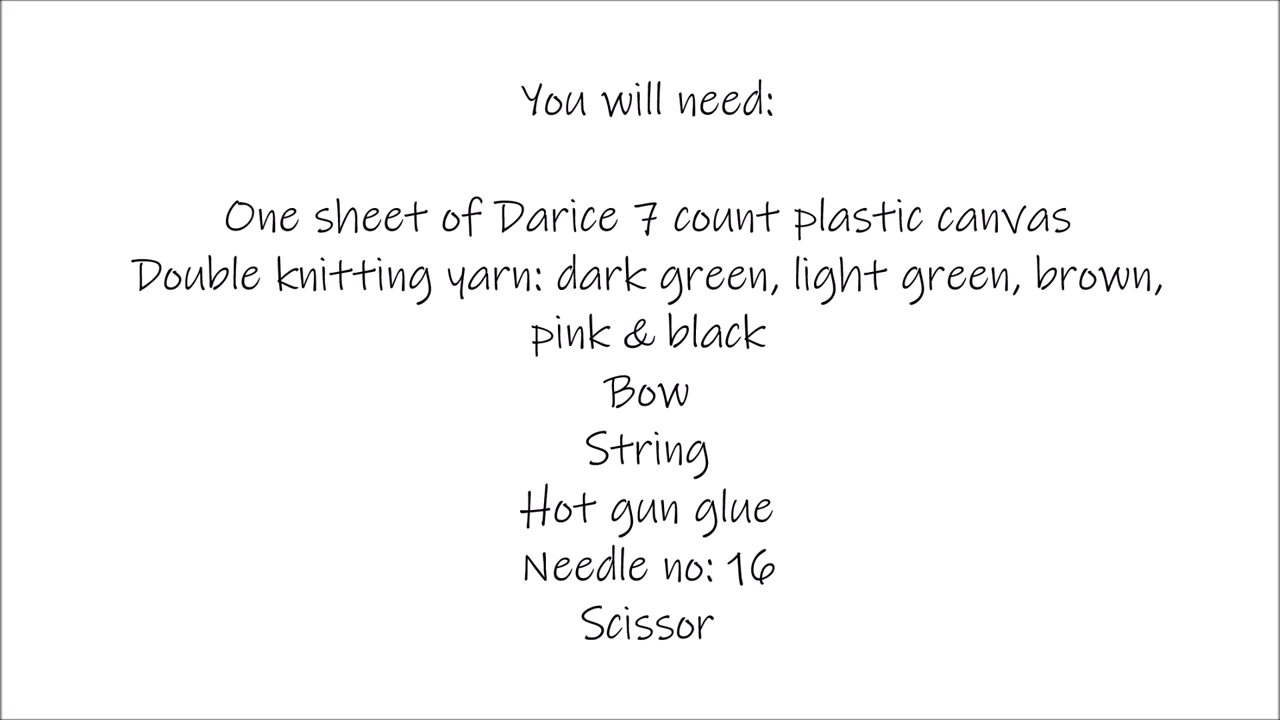 You will need:
One sheet of Darice 7 count plastic canvas
Double knitting yarn: dark green, light green, brown,
pink & black
Bow
String
Hot gun glue
Needle no: 16
Scissor